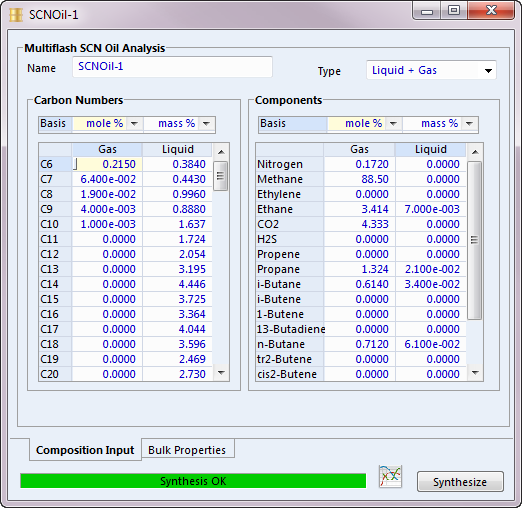 SCNOil-1
Multiflash SCN Oil Analysis
Name SCNOil-1 Type Liquid + Gas
Carbon Numbers
Basis mole % mass %
Gas Liquid
C6 0.2150 0.3840
C7 6.400e-002 0.4430
C8 1.900e-002 0.9960
C9 4.000e-003 0.8880
C10 1.000e-003 1.637
C11 0.0000 1.724
C12 0.0000 2.054
C13 0.0000 3.195
C14 0.0000 4.446
C15 0.0000 3.725
C16 0.0000 3.364
C17 0.0000 4.044
C18 0.0000 3.596
C19 0.0000 2.469
C20 0.0000 2.730
Components
Basis mole % mass %
Gas Liquid
Nitrogen 0.1720 0.0000
Methane 88.50 0.0000
Ethylene 0.0000 0.0000
Ethane 3.414 7.000e-003
CO2 4.333 0.0000
H2S 0.0000 0.0000
Propene 0.0000 0.0000
Propane 1.324 2.100e-002
i-Butane 0.6140 3.400e-002
i-Butene 0.0000 0.0000
1-Butene 0.0000 0.0000
13-Butadiene 0.0000 0.0000
n-Butane 0.7120 6.100e-002
tr2-Butene 0.0000 0.0000
cis2-Butene 0.0000 0.0000
Composition Input Bulk Properties
Synthesis OK
Synthesize